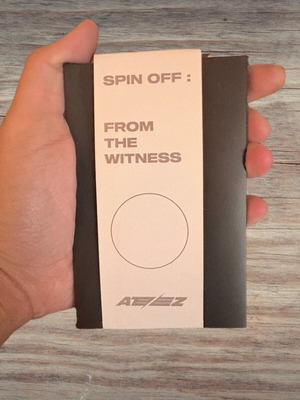 SPIN OFF :
FROM
THE
WITNESS
ATEEZ